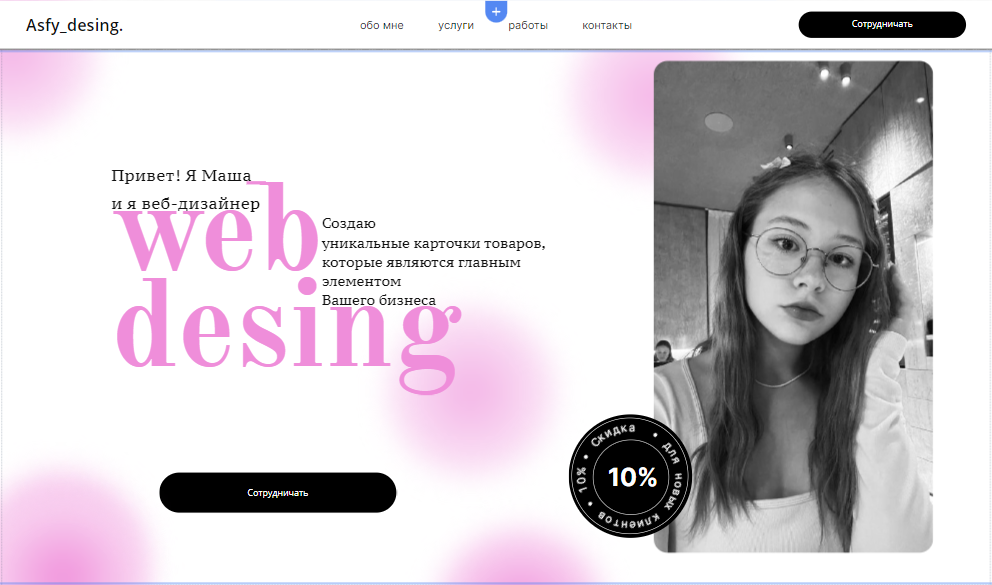 Asfy_desing.
обо мне
услуги
работы
контакты
Сотрудничать
Привет! Я Маша
и я веб-дизайнер
web
desing
Создаю
уникальные карточки товаров,
которые являются главным
элементом
Вашего бизнеса
Сотрудничать
10% • Скидка • для новых клиентов •
10%